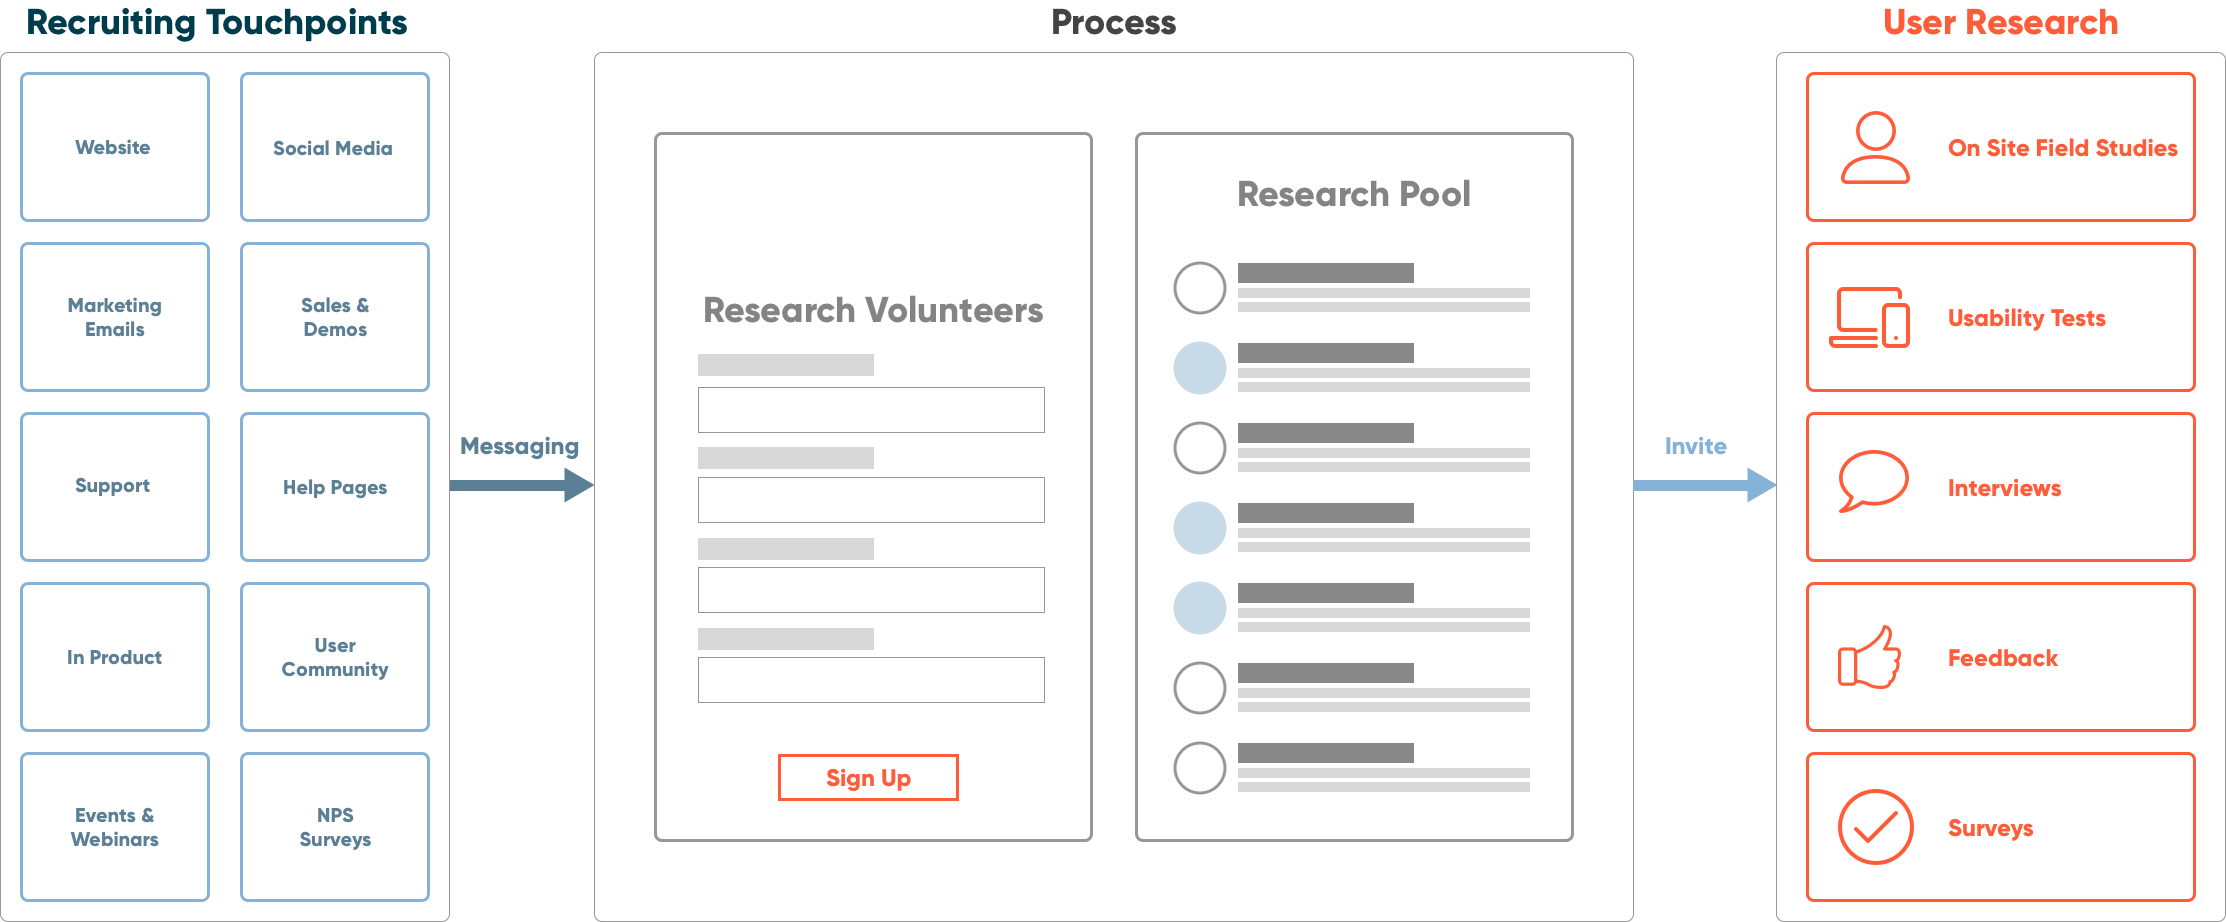 Recruiting Touchpoints
Website
Social Media
Marketing
Emails
Sales &
Demos
Support
Help Pages
In Product
User
Community
Events &
Webinars
NPS
Surveys
Messaging
Process
Research Volunteers
Sign Up
Research Pool
Invite
User Research
On Site Field Studies
Usability Tests
Interviews
Feedback
Surveys